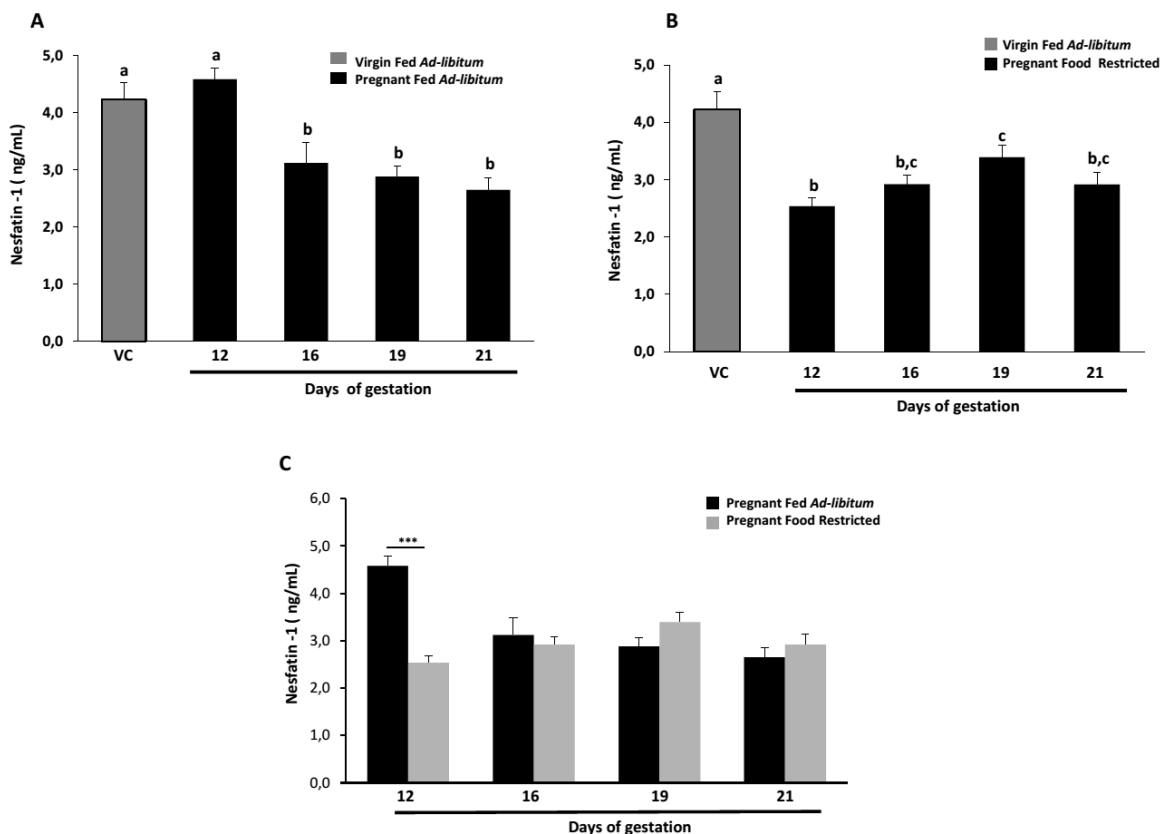 A
Nesfatin -1 ( ng/mL)
5,0
4,0
3,0
2,0
1,0
0,0
Virgin Fed Ad-libitum
Pregnant Fed Ad-libitum
a
a
b
b
b
VC
12
16
19
21
Days of gestation
B
Nesfatin -1 ( ng/mL)
5,0
4,0
3,0
2,0
1,0
0,0
Virgin Fed Ad-libitum
Pregnant Food Restricted
a
b
b,c
c
b,c
VC
12
16
19
21
Days of gestation
C
Nesfatin -1 ( ng/mL)
6,0
5,0
4,0
3,0
2,0
1,0
0,0
Pregnant Fed Ad-libitum
Pregnant Food Restricted
***
12
16
19
21
Days of gestation